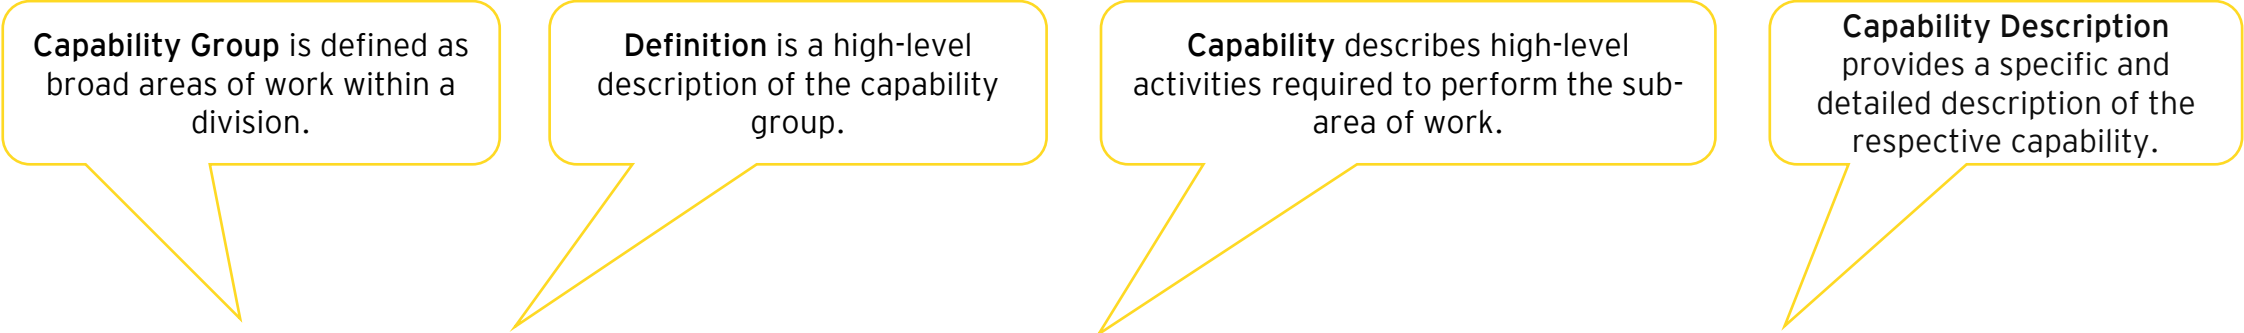 Capability Group is defined as
broad areas of work within a
division.
Definition is a high-level
description of the capability
group.
Capability describes high-level
activities required to perform the sub-
area of work.
Capability Description
provides a specific and
detailed description of the
respective capability.